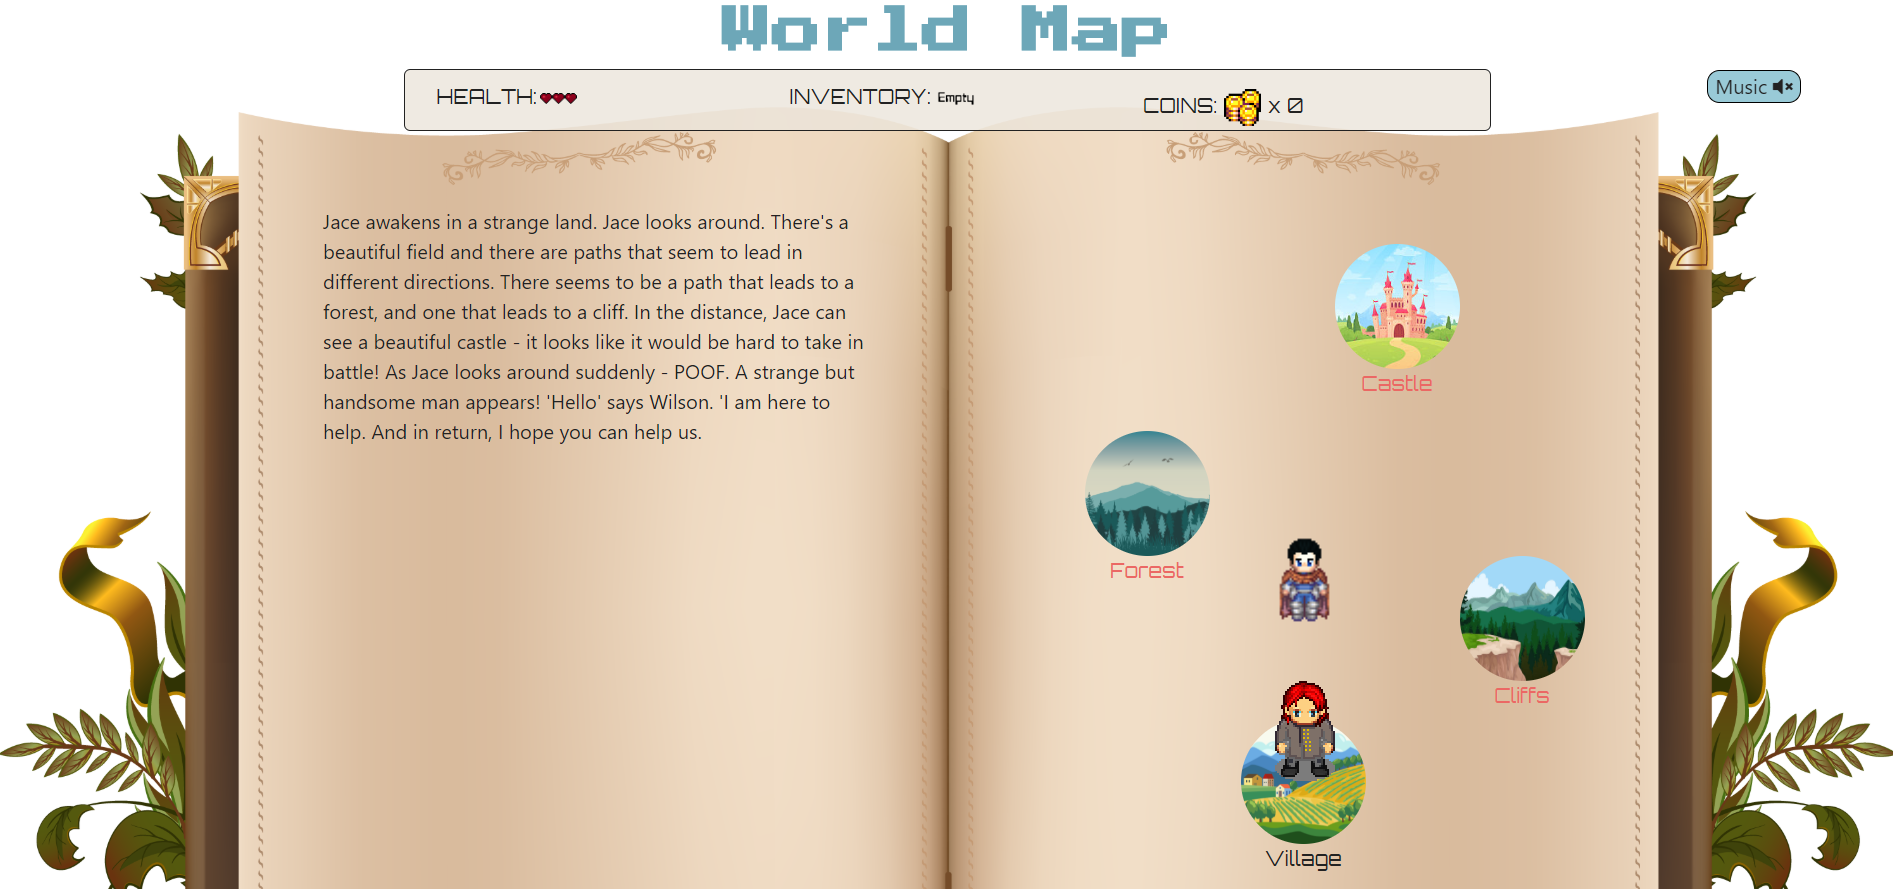 World Map
HEALTH:
INVENTORY: Empty
COINS: x 0
Music
Jace awakens in a strange land. Jace looks around. There's a
beautiful field and there are paths that seem to lead in
different directions. There seems to be a path that leads to a
forest, and one that leads to a cliff. In the distance, Jace can
see a beautiful castle - it looks like it would be hard to take in
battle! As Jace looks around suddenly - POOF. A strange but
handsome man appears! 'Hello' says Wilson. 'I am here to
help. And in return, I hope you can help us.
Castle
Forest
Cliffs
Village